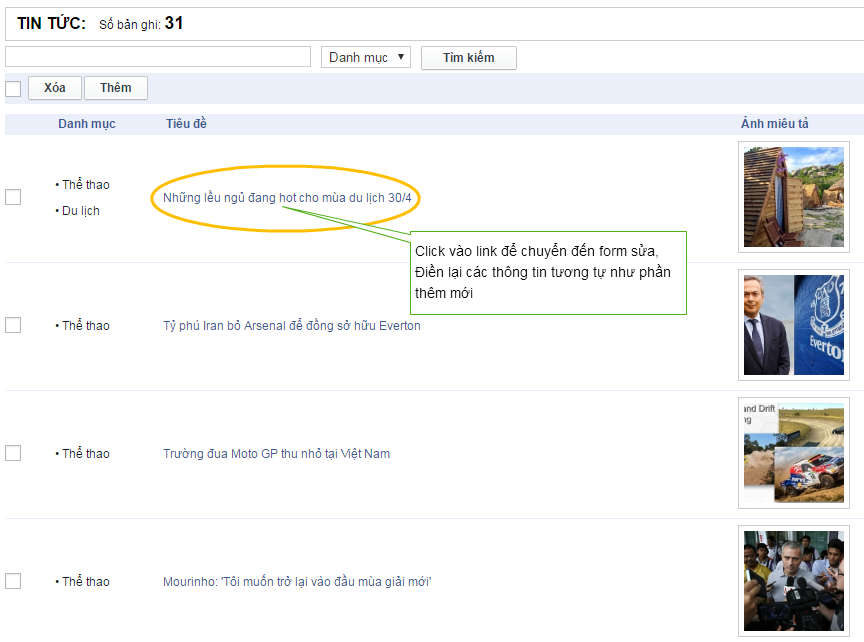 TIN TỨC: Số bản ghi: 31
Danh mục ▼ Tìm kiếm
Xóa Thêm
Danh mục Tiêu đề Ảnh miêu tả
• Thể thao
• Du lịch
Những lều ngủ đang hot cho mùa du lịch 30/4
Click vào link để chuyển đến form sửa,
Điền lại các thông tin tương tự như phần
thêm mới
• Thể thao Tỷ phú Iran bỏ Arsenal để đồng sở hữu Everton
Everto
• Thể thao Trường đua Moto GP thu nhỏ tại Việt Nam
and Drift
ng
• Thể thao Mourinho: 'Tôi muốn trở lại vào đầu mùa giải mới'